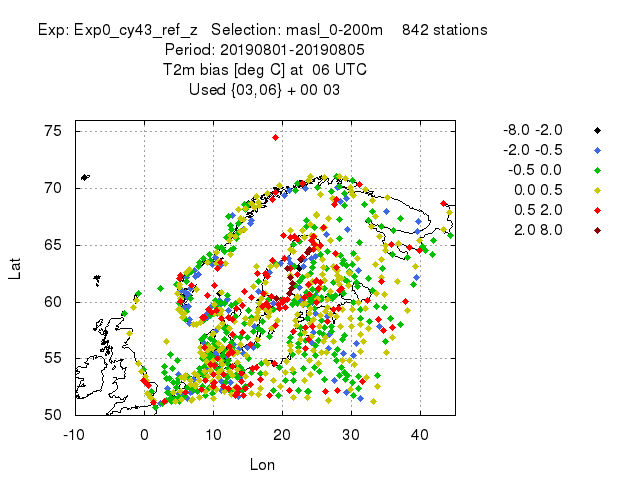 Exp: Exp0_cy43_ref_z   Selection: masl_0-200m    842 stations
Period: 20190801-20190805
T2m bias [deg C] at  06 UTC
Used {03,06} + 00 03
-8.0 -2.0
-2.0 -0.5
-0.5 0.0
0.0 0.5
0.5 2.0
2.0 8.0
75
70
65
60
55
50
Lat
-10 0 10 20 30 40
Lon